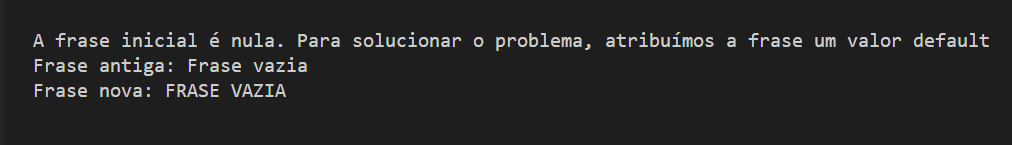 A frase inicial é nula. Para solucionar o problema, atribuímos a frase um valor default
Frase antiga: Frase vazia
Frase nova: FRASE VAZIA